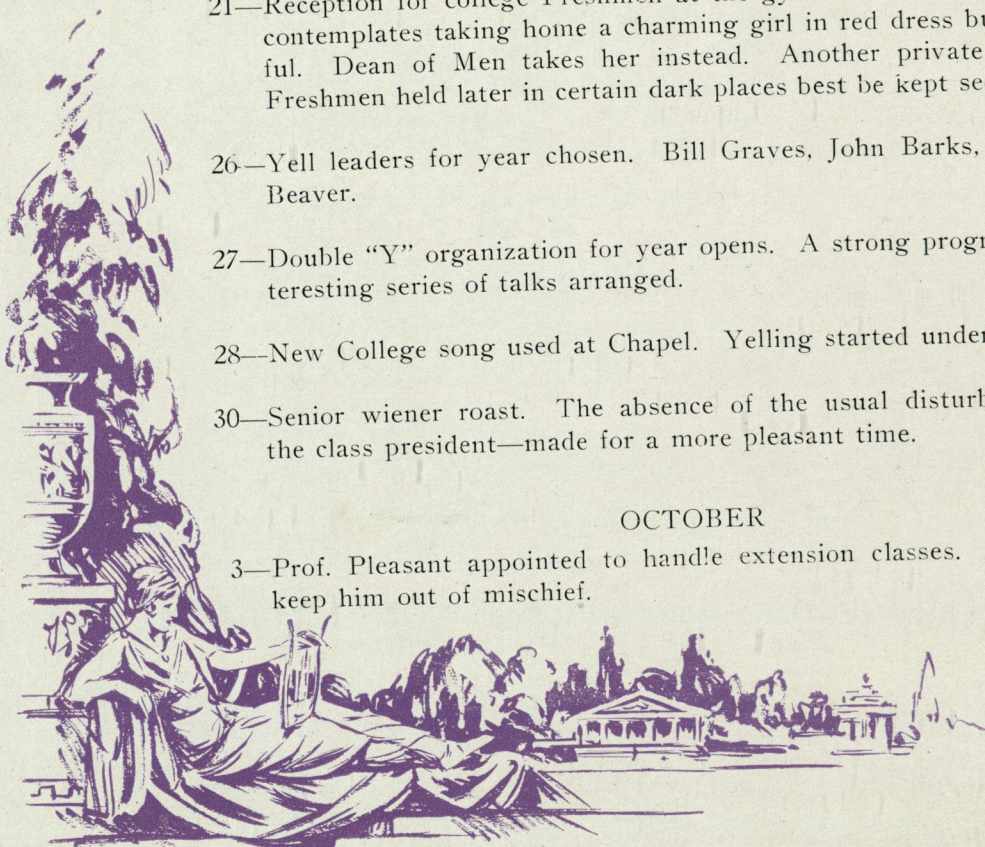 21—Reception for college Freshmen at the gy
contemplates taking home a charming girl in red dress bu
ful. Dean of Men takes her instead. Another private
Freshmen held later in certain dark places best be kept se
26—Yell leaders for year chosen. Bill Graves, John Barks,
Beaver.
27—Double “Y” organization for year opens. A strong progr
teresting series of talks arranged.
28—New College song used at Chapel. Yelling started under
30—Senior wiener roast. The absence of the usual disturb
the class president—made for a more pleasant time.
OCTOBER
3—Prof. Pleasant appointed to handle extension classes.
keep him out of mischief.